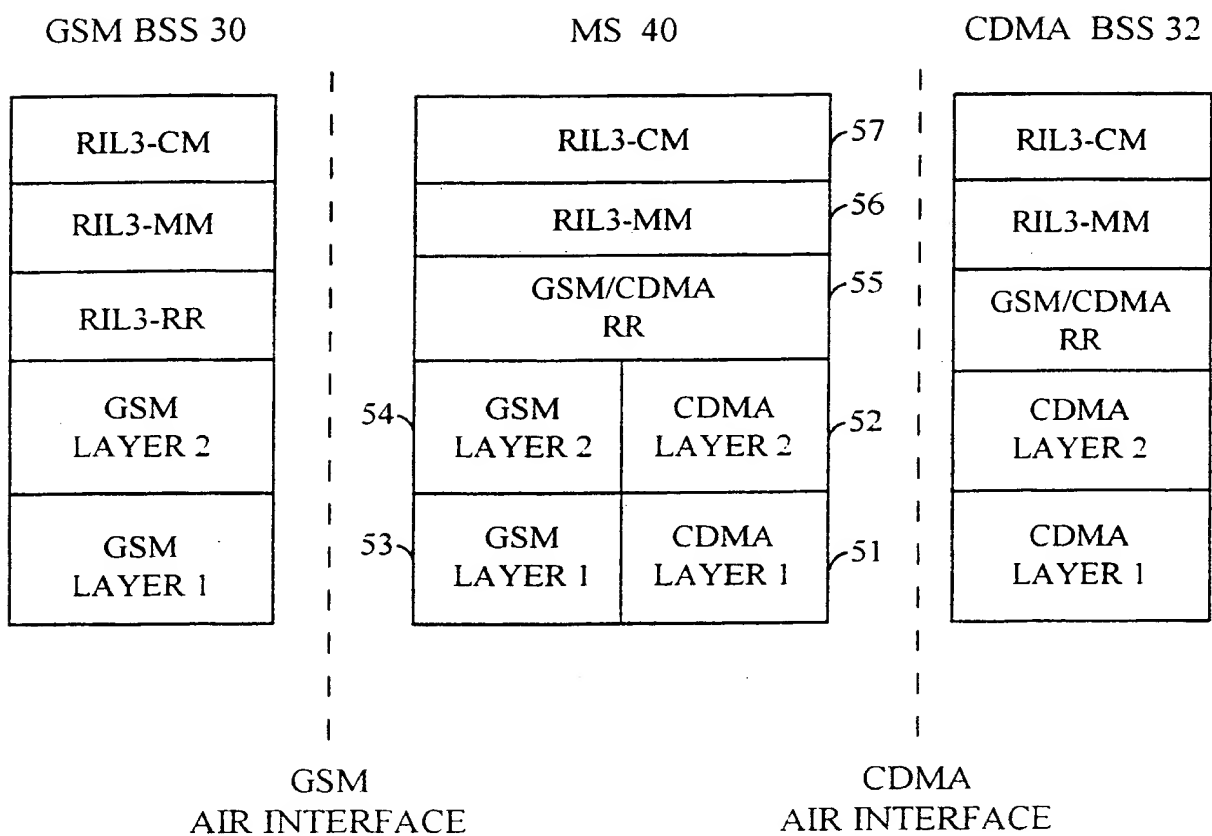 GSM BSS 30
MS 40
CDMA BSS 32
RIL3-CM
RIL3-MM
RIL3-RR
GSM
LAYER 2
GSM
LAYER 1
RIL3-CM
57
RIL3-MM
56
GSM/CDMA
RR
55
54
GSM
LAYER 2
CDMA
LAYER 2
52
53
GSM
LAYER 1
CDMA
LAYER 1
51
RIL3-CM
RIL3-MM
GSM/CDMA
RR
CDMA
LAYER 2
CDMA
LAYER 1
GSM
AIR INTERFACE
CDMA
AIR INTERFACE